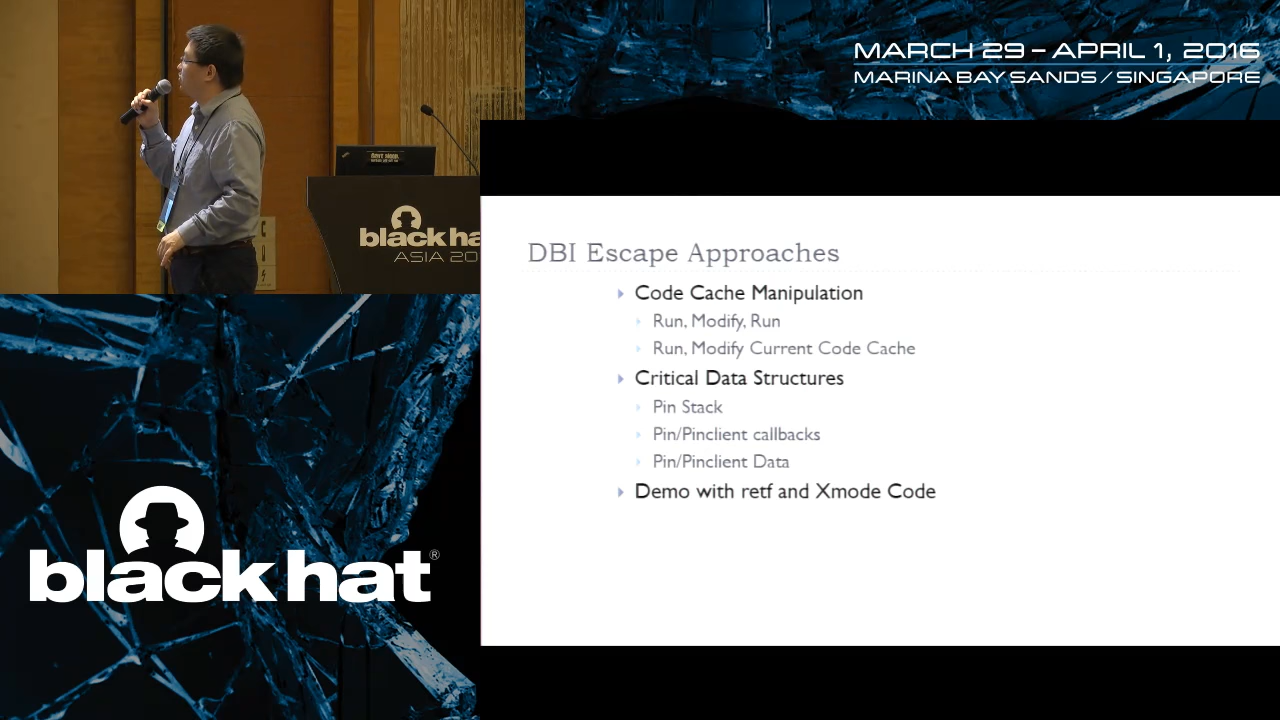 MARCH 29 – APRIL 1, 2016
MARINA BAY SANDS / SINGAPORE
black ha
ASIA 20
DBI Escape Approaches
Code Cache Manipulation
Run, Modify, Run
Run, Modify Current Code Cache
Critical Data Structures
Pin Stack
Pin/Pinclient callbacks
Pin/Pinclient Data
Demo with retf and Xmode Code
black hat®